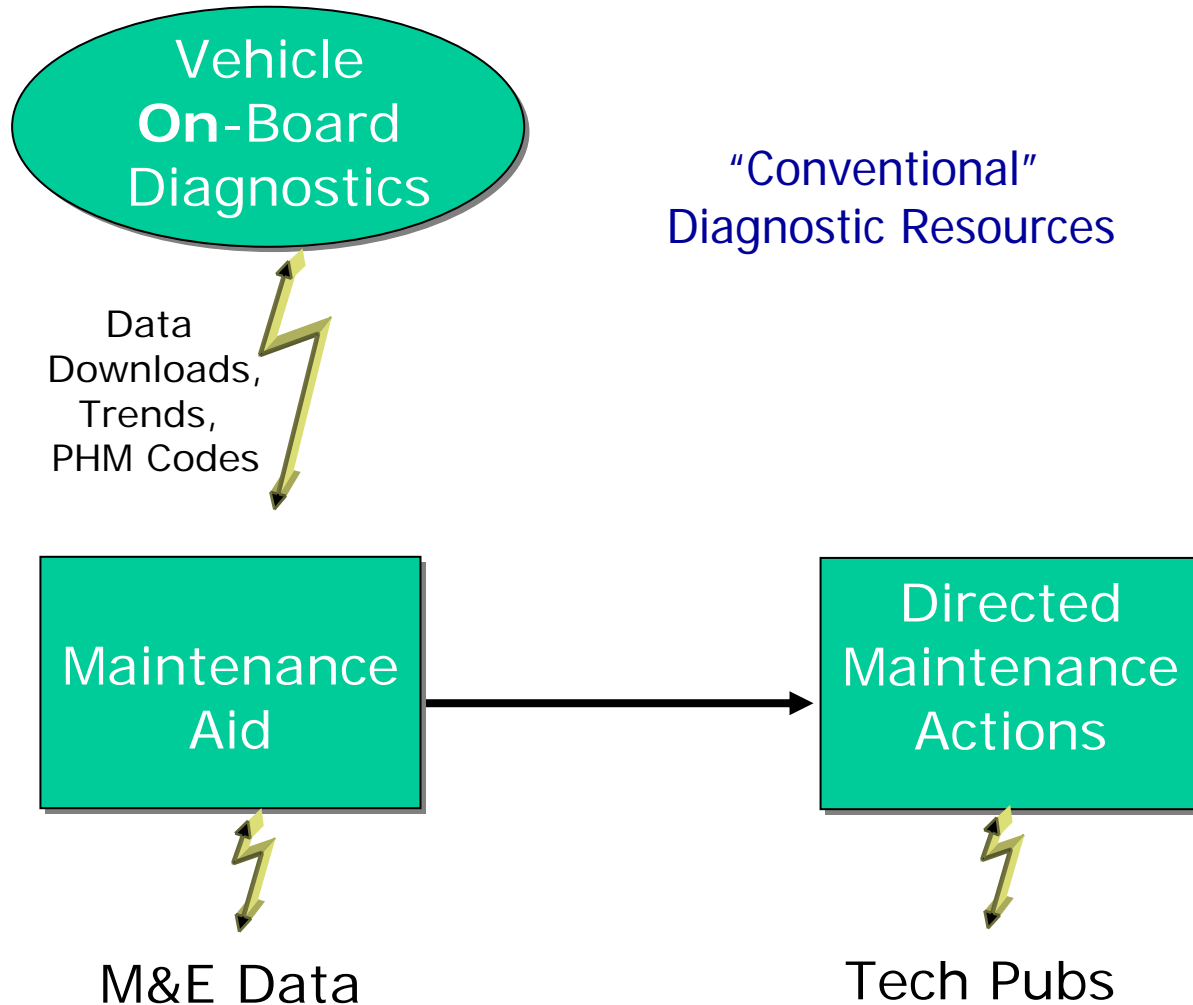 Vehicle
On-Board
Diagnostics
“Conventional”
Diagnostic Resources
Data
Downloads,
Trends,
PHM Codes
Maintenance
Aid
Directed
Maintenance
Actions
M&E Data
Tech Pubs